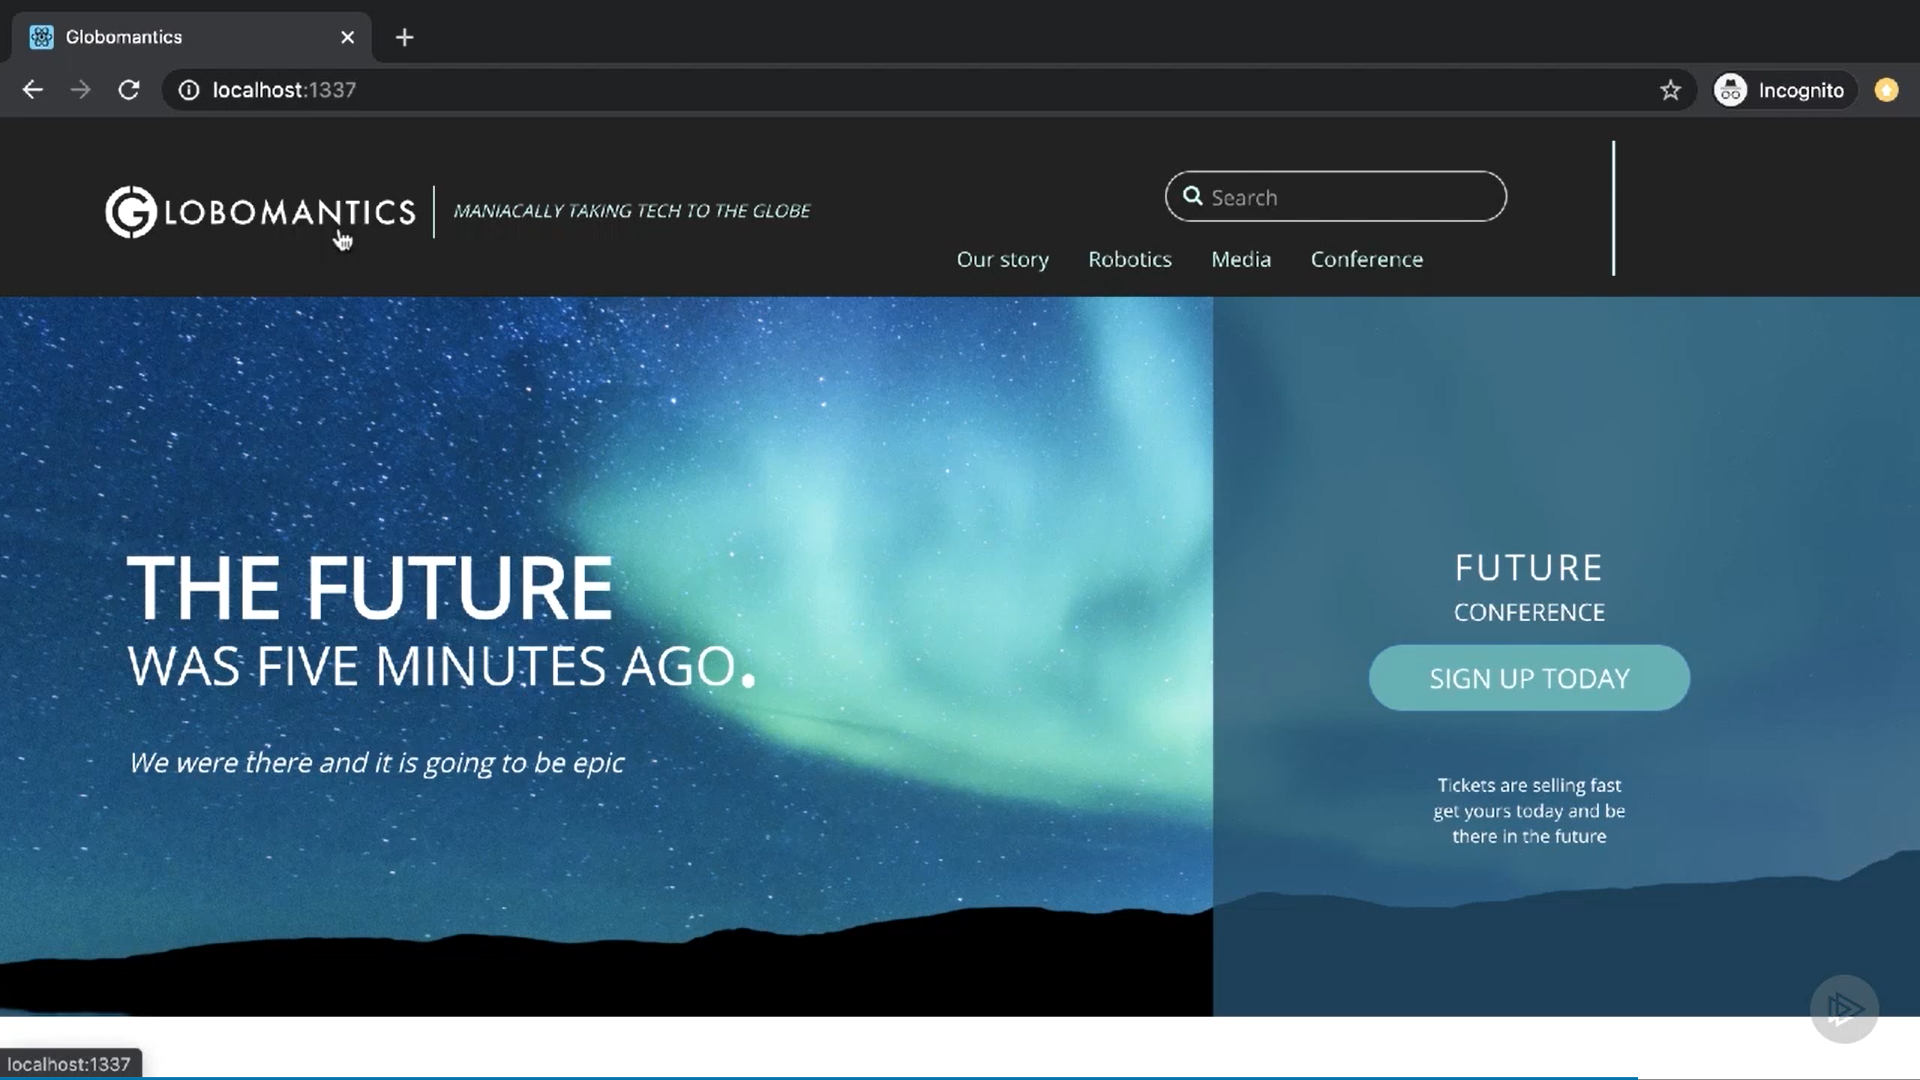 Globomantics
localhost:1337
Incognito
GLOBOMANTICS
MANIACALLY TAKING TECH TO THE GLOBE
Search
Our story Robotics Media Conference
THE FUTURE
WAS FIVE MINUTES AGO.
We were there and it is going to be epic
FUTURE
CONFERENCE
SIGN UP TODAY
Tickets are selling fast
get yours today and be
there in the future
localhost:1337